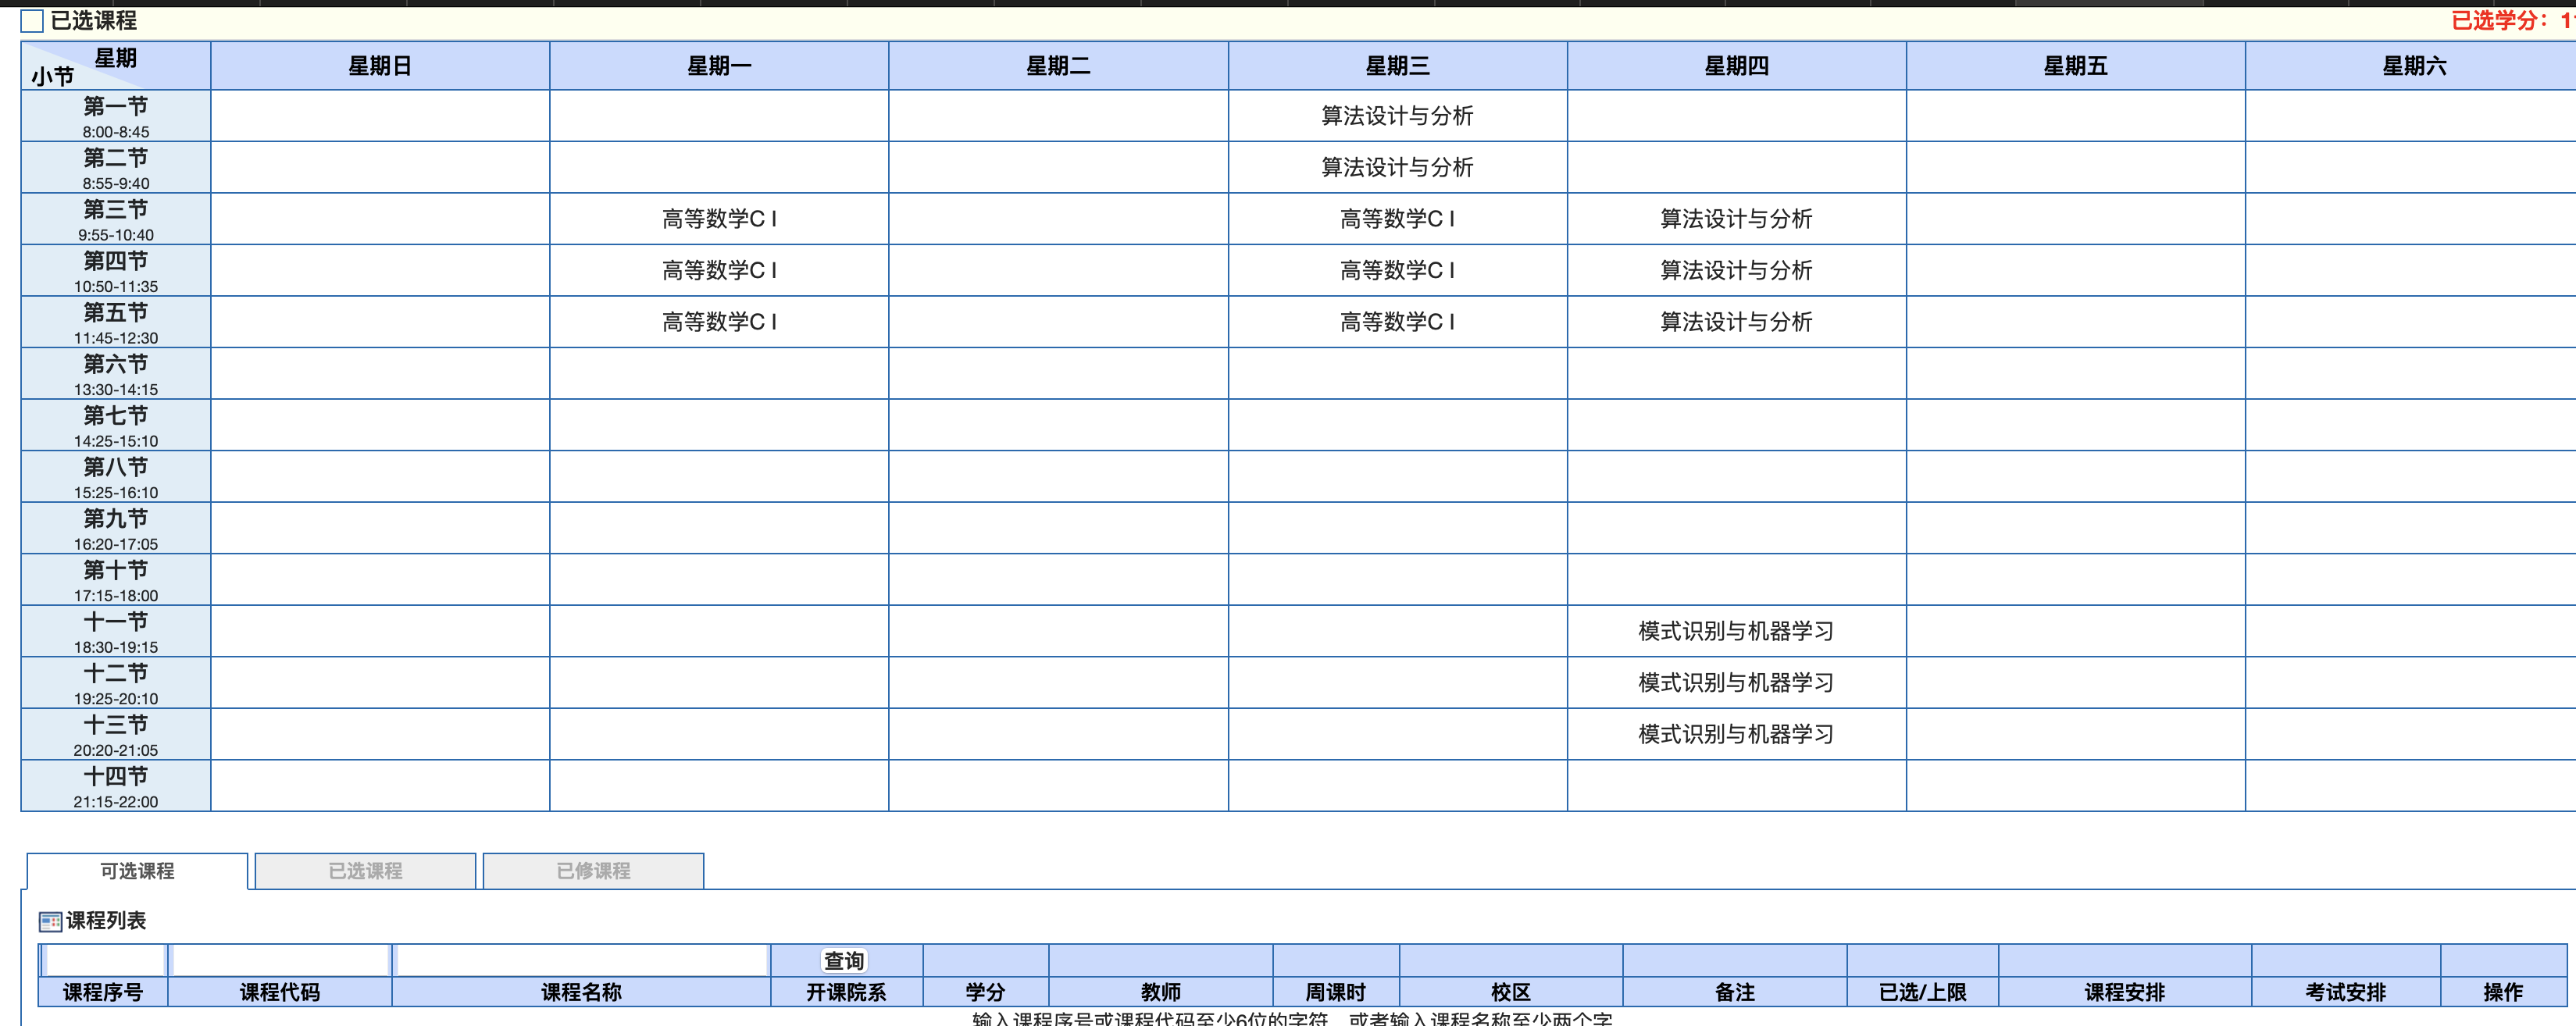 已选课程 已选学分：1
星期 小节 星期日 星期一 星期二 星期三 星期四 星期五 星期六
第一节 算法设计与分析
8:00-8:45
第二节 算法设计与分析
8:55-9:40
第三节 高等数学C I 高等数学C I 算法设计与分析
9:55-10:40
第四节 高等数学C I 高等数学C I 算法设计与分析
10:50-11:35
第五节 高等数学C I 高等数学C I 算法设计与分析
11:45-12:30
第六节
13:30-14:15
第七节
14:25-15:10
第八节
15:25-16:10
第九节
16:20-17:05
第十节
17:15-18:00
十一节 模式识别与机器学习
18:30-19:15
十二节 模式识别与机器学习
19:25-20:10
十三节 模式识别与机器学习
20:20-21:05
十四节
21:15-22:00
可选课程 已选课程 已修课程
课程列表
查询
课程序号 课程代码 课程名称 开课院系 学分 教师 周课时 校区 备注 已选/上限 课程安排 考试安排 操作
输入课程序号或课程代码至少6位的字符，或者输入课程名称至少两个字